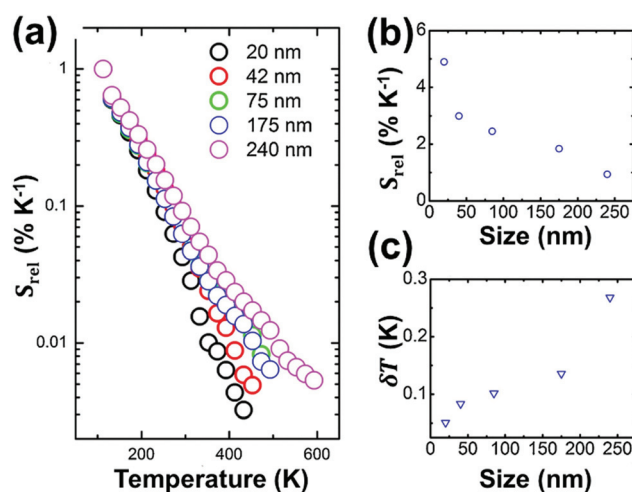 (a)
S_rel (% K⁻¹)
1
0.1
0.01
20 nm
42 nm
75 nm
175 nm
240 nm
200 400 600
Temperature (K)
(b)
S_rel (% K⁻¹)
6
4
2
0
0 50 100 150 200 250
Size (nm)
(c)
δT (K)
0.3
0.2
0.1
0 50 100 150 200 250
Size (nm)